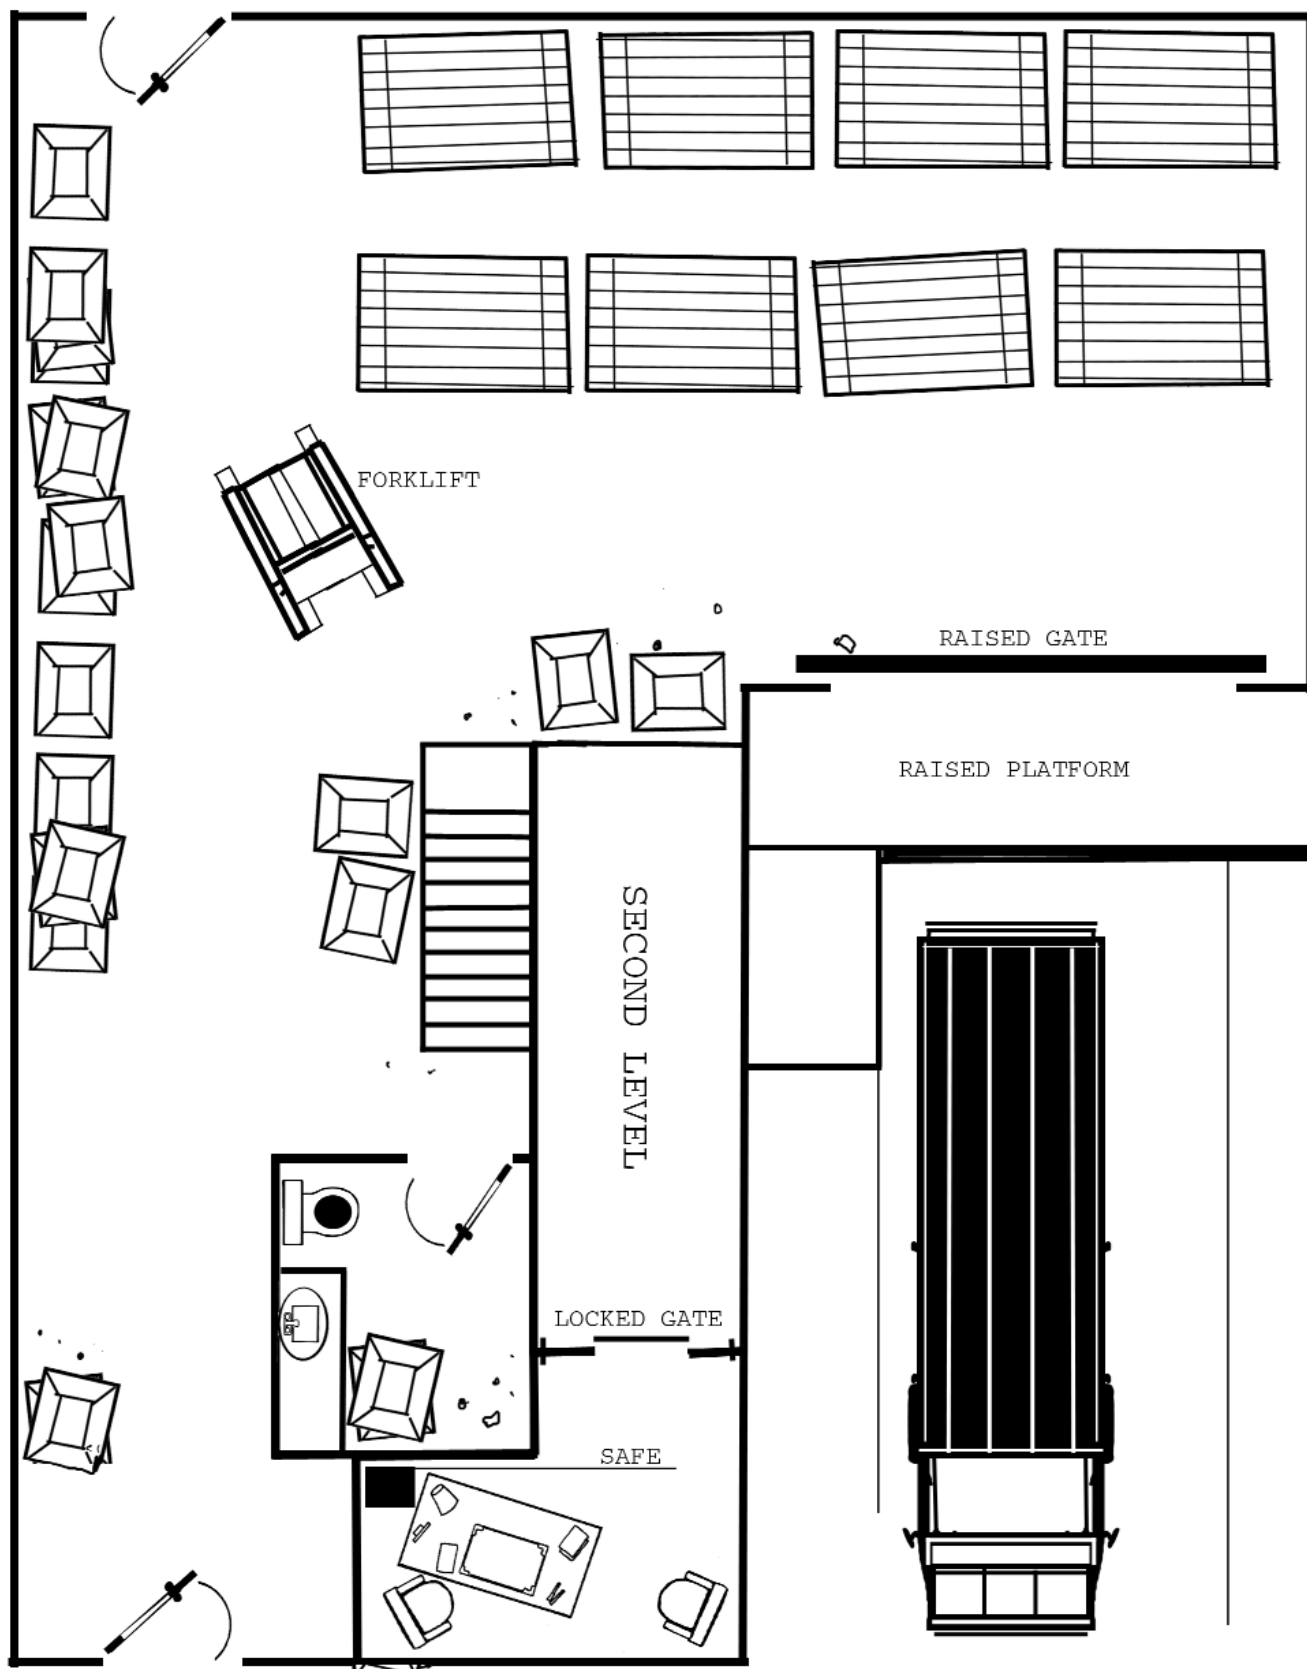 FORKLIFT
RAISED GATE
RAISED PLATFORM
SECOND LEVEL
LOCKED GATE
SAFE